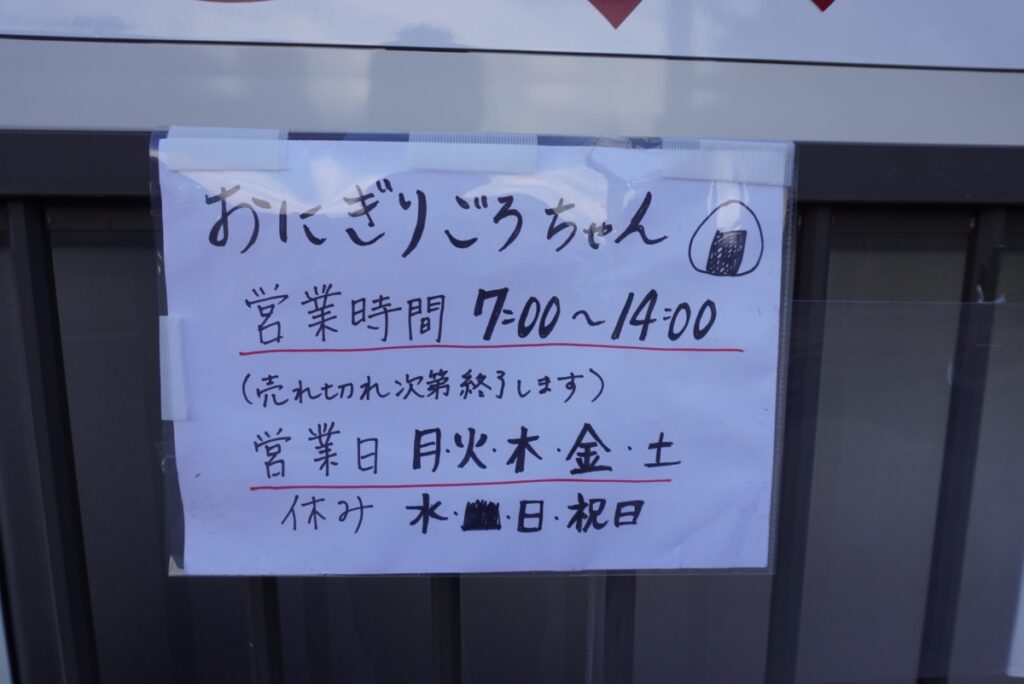 おにぎりごろちゃん
営業時間 7:00～14:00
(売れ切れ次第終了します)
営業日 月・火・木・金・土
休み 水・日・祝日